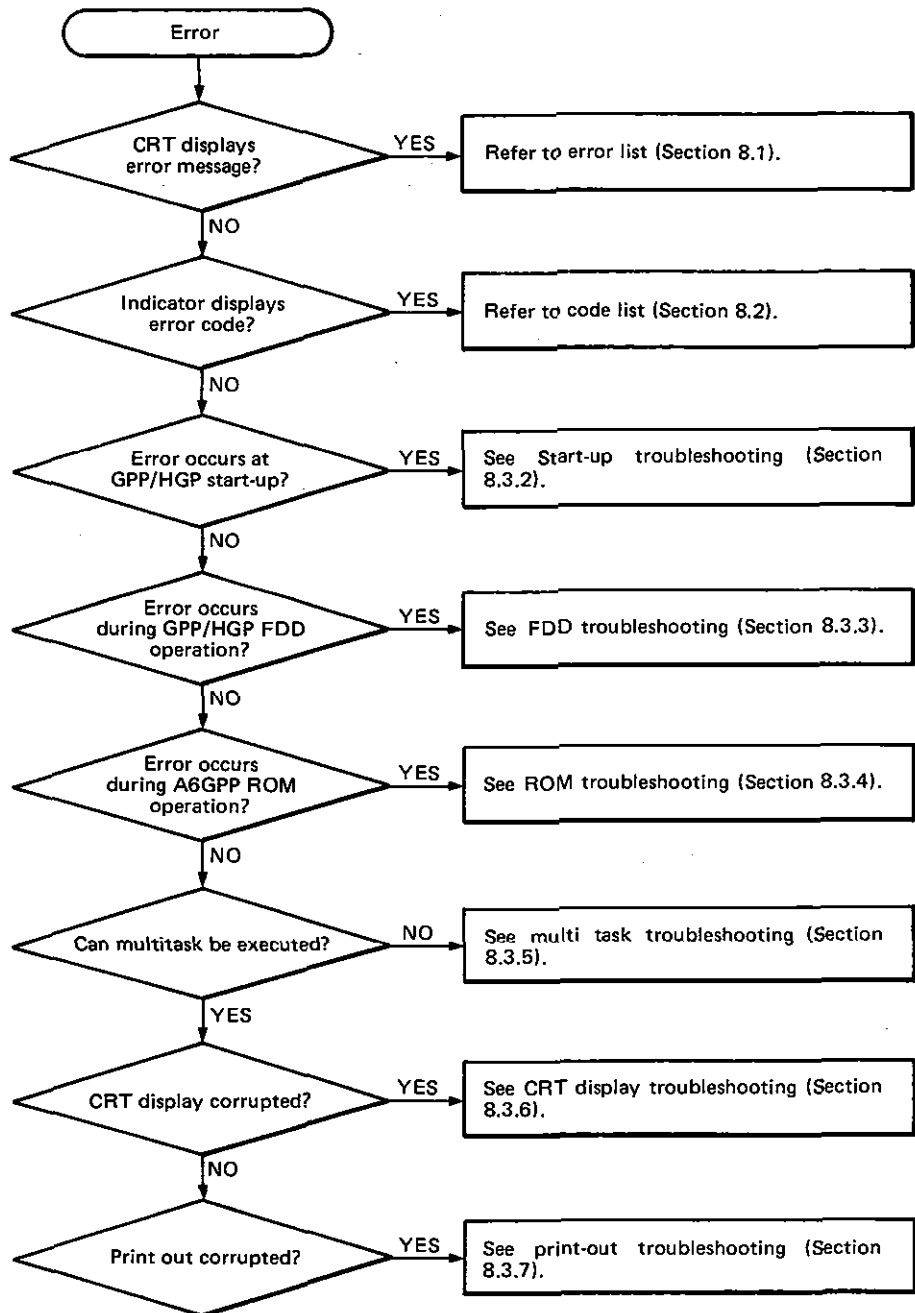 Error
CRT displays
error message?
YES
Refer to error list (Section 8.1).
NO
Indicator displays
error code?
YES
Refer to code list (Section 8.2).
NO
Error occurs at
GPP/HGP start-up?
YES
See Start-up troubleshooting (Section
8.3.2).
NO
Error occurs
during GPP/HGP FDD
operation?
YES
See FDD troubleshooting (Section 8.3.3).
NO
Error occurs
during A6GPP ROM
operation?
YES
See ROM troubleshooting (Section 8.3.4).
NO
Can multitask be executed?
NO
See multi task troubleshooting (Section
8.3.5).
YES
CRT display corrupted?
YES
See CRT display troubleshooting (Section
8.3.6).
NO
Print out corrupted?
YES
See print-out troubleshooting (Section
8.3.7).